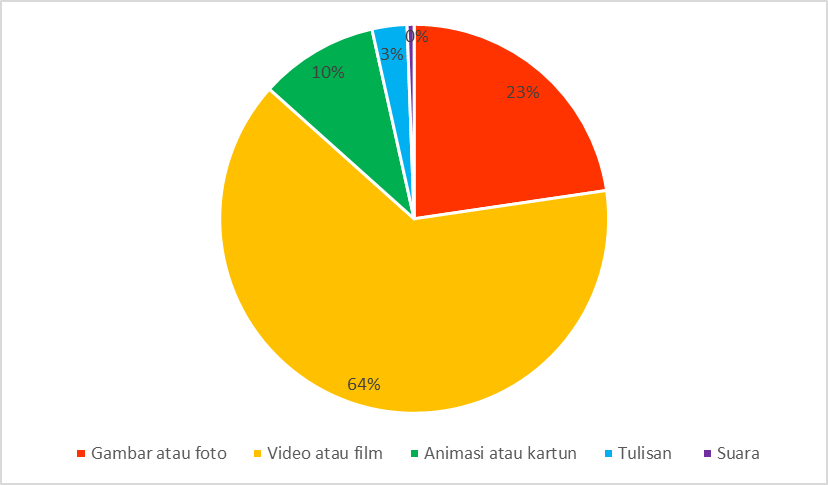 0%
3%
10%
23%
64%
Gambar atau foto
Video atau film
Animasi atau kartun
Tulisan
Suara